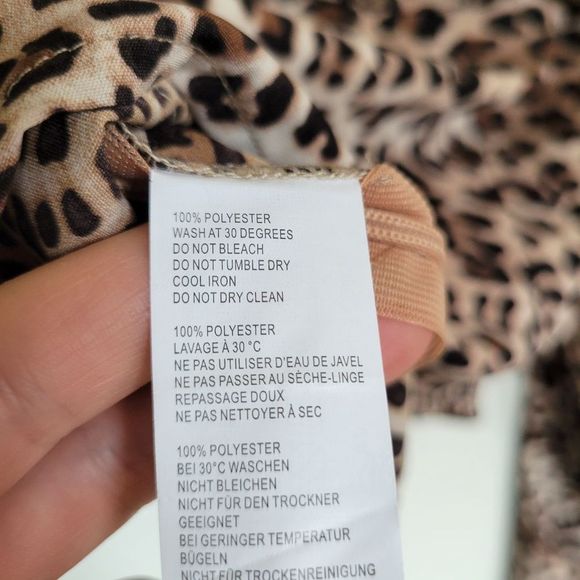 100% POLYESTER
WASH AT 30 DEGREES
DO NOT BLEACH
DO NOT TUMBLE DRY
COOL IRON
DO NOT DRY CLEAN
100% POLYESTER
LAVAGE À 30 °C
NE PAS UTILISER D'EAU DE JAVEL
NE PAS PASSER AU SÈCHE-LINGE
REPASSAGE DOUX
NE PAS NETTOYER À SEC
100% POLYESTER
BEI 30°C WASCHEN
NICHT BLEICHEN
NICHT FÜR DEN TROCKNER
GEEIGNET
BEI GERINGER TEMPERATUR
BÜGELN
NICHT FÜR TROCKENREINIGUNG